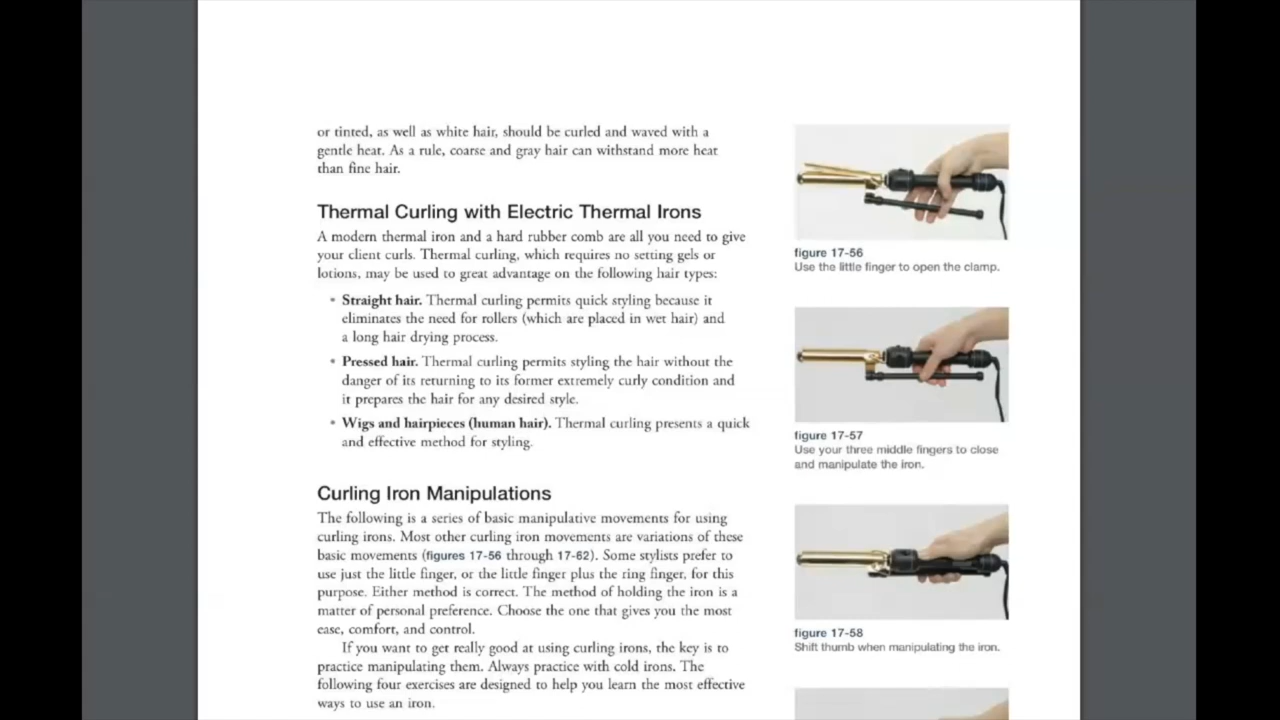 or tinted, as well as white hair, should be curled and waved with a
gentle heat. As a rule, coarse and gray hair can withstand more heat
than fine hair.
Thermal Curling with Electric Thermal Irons
A modern thermal iron and a hard rubber comb are all you need to give
your client curls. Thermal curling, which requires no setting gels or
lotions, may be used to great advantage on the following hair types:
• Straight hair. Thermal curling permits quick styling because it
eliminates the need for rollers (which are placed in wet hair) and
a long hair drying process.
• Pressed hair. Thermal curling permits styling the hair without the
danger of its returning to its former extremely curly condition and
it prepares the hair for any desired style.
• Wigs and hairpieces (human hair). Thermal curling presents a quick
and effective method for styling.
Curling Iron Manipulations
The following is a series of basic manipulative movements for using
curling irons. Most other curling iron movements are variations of these
basic movements (figures 17-56 through 17-62). Some stylists prefer to
use just the little finger, or the little finger plus the ring finger, for this
purpose. Either method is correct. The method of holding the iron is a
matter of personal preference. Choose the one that gives you the most
ease, comfort, and control.
If you want to get really good at using curling irons, the key is to
practice manipulating them. Always practice with cold irons. The
following four exercises are designed to help you learn the most effective
ways to use an iron.
figure 17-56
Use the little finger to open the clamp.
figure 17-57
Use your three middle fingers to close
and manipulate the iron.
figure 17-58
Shift thumb when manipulating the iron.